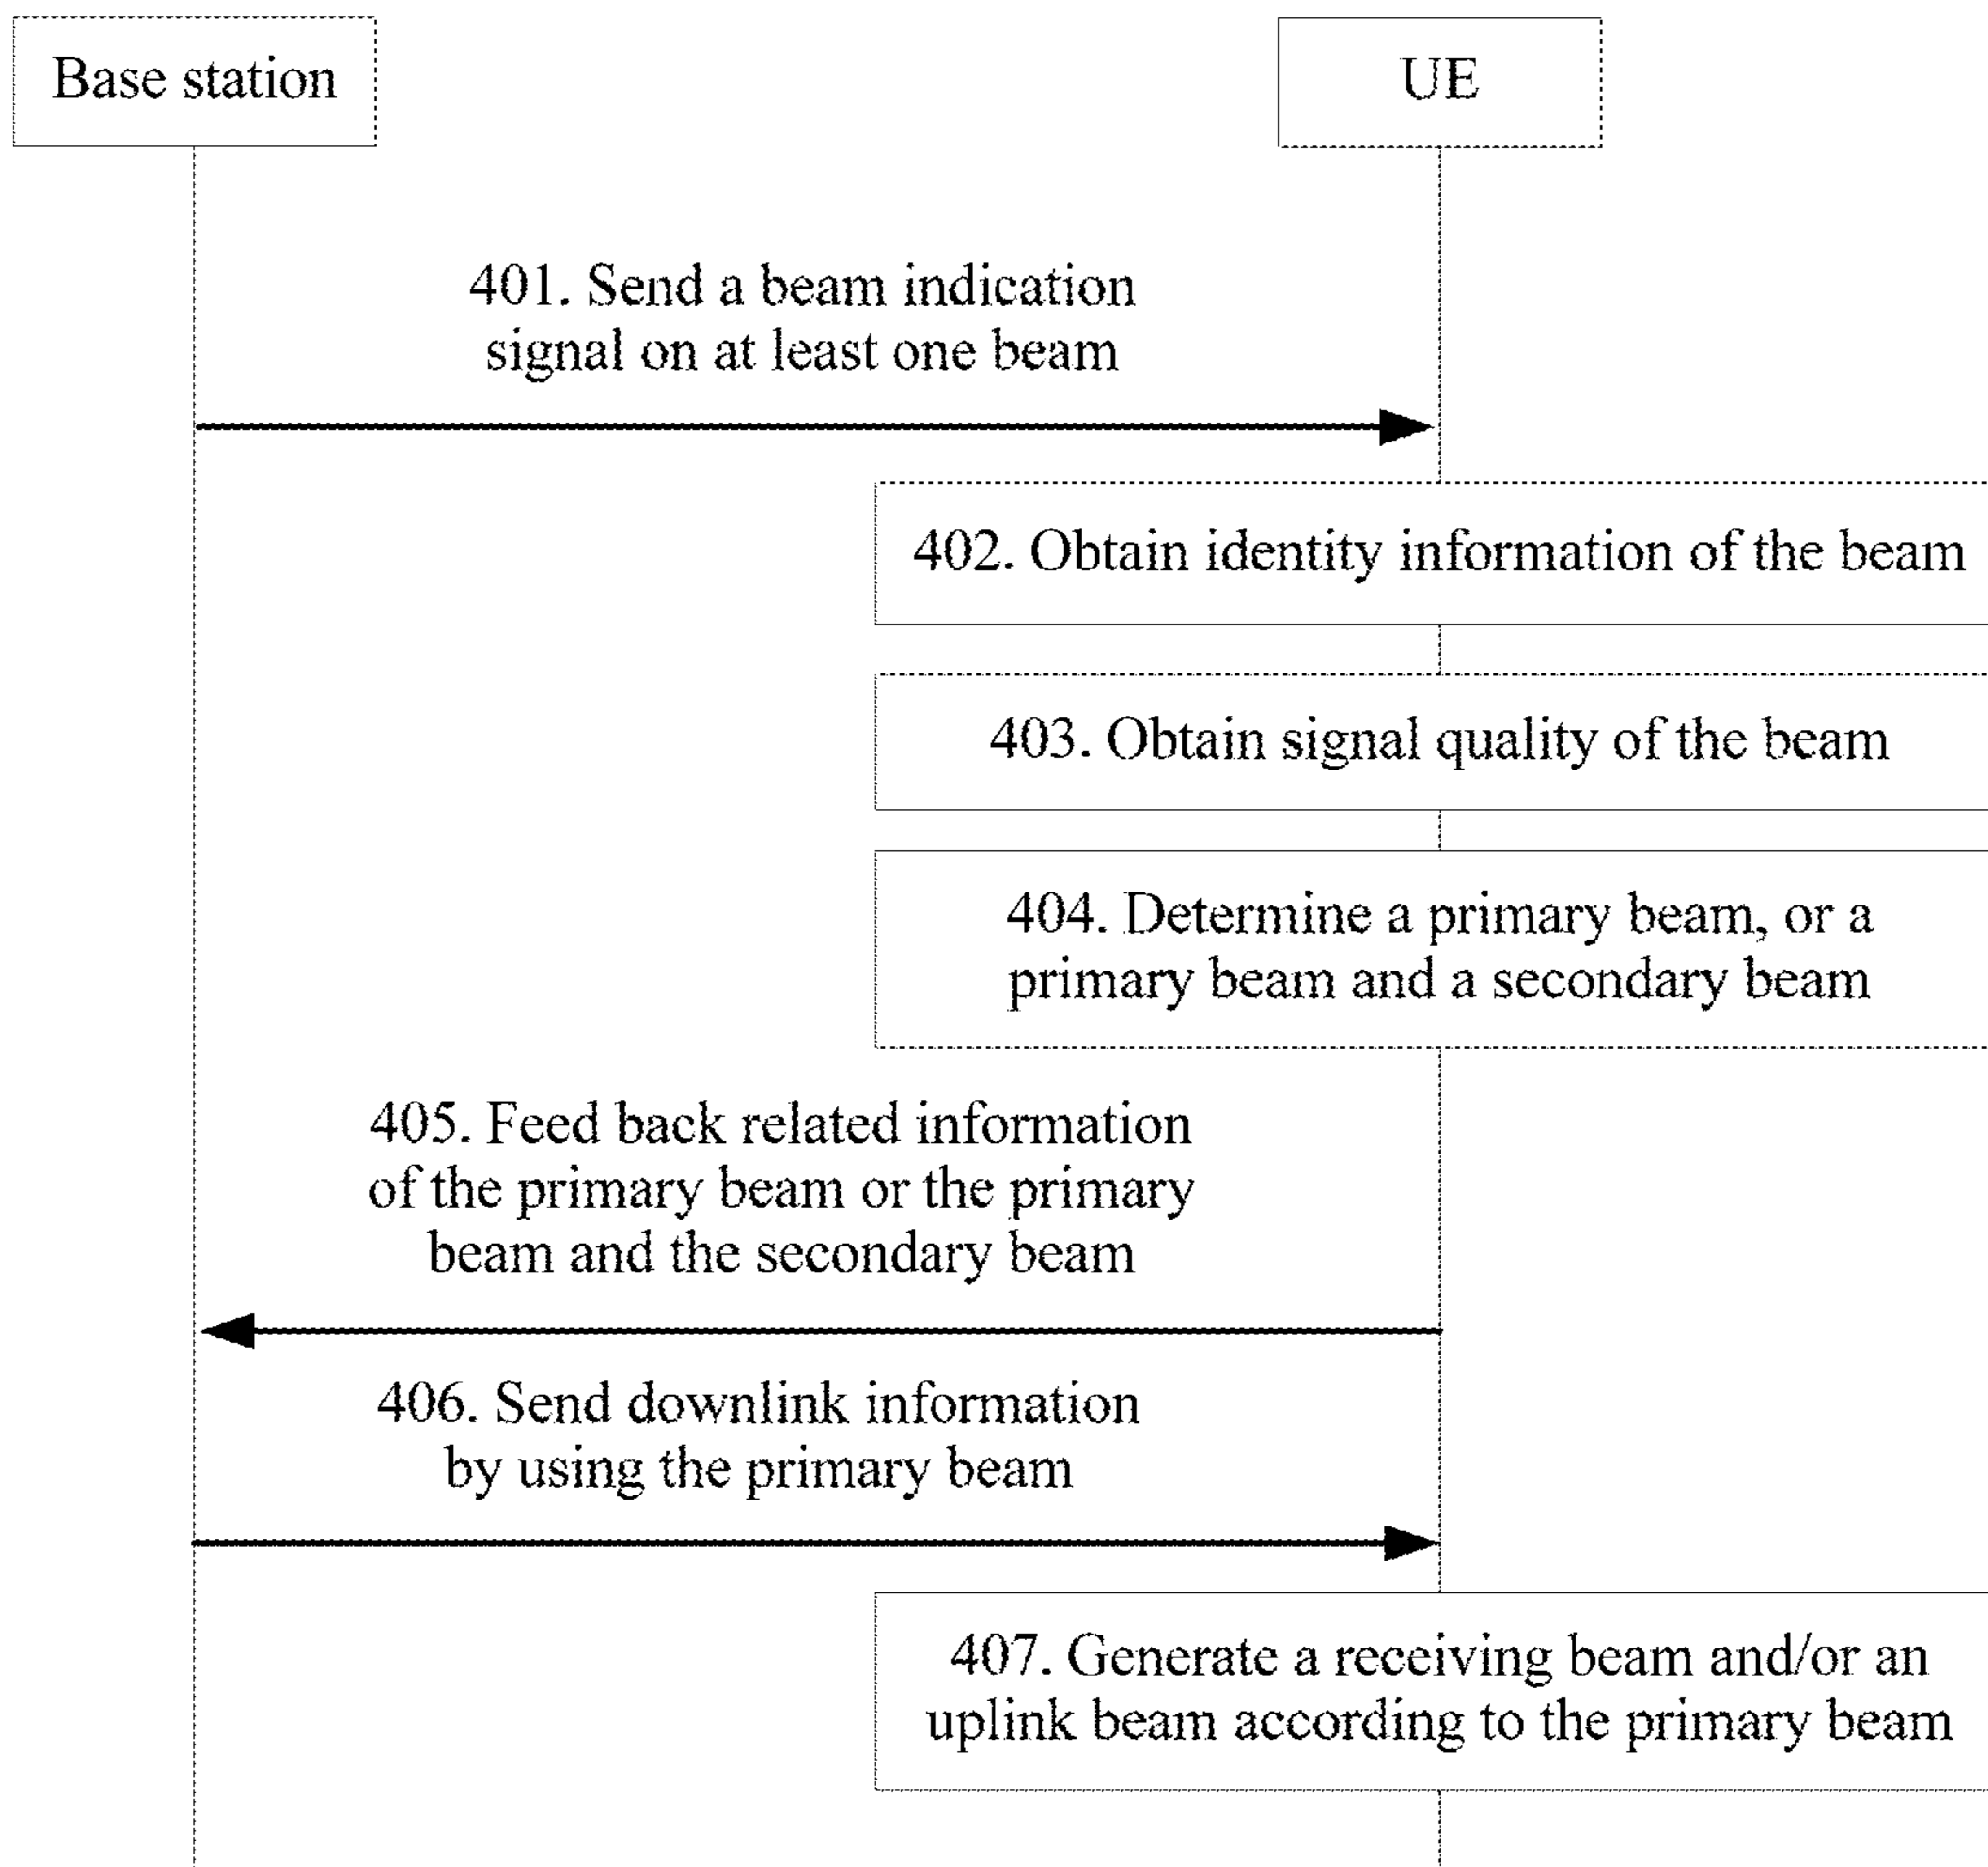 Base station
UE
401. Send a beam indication
signal on at least one beam
402. Obtain identity information of the beam
403. Obtain signal quality of the beam
404. Determine a primary beam, or a
primary beam and a secondary beam
405. Feed back related information
of the primary beam or the primary
beam and the secondary beam
406. Send downlink information
by using the primary beam
407. Generate a receiving beam and/or an
uplink beam according to the primary beam